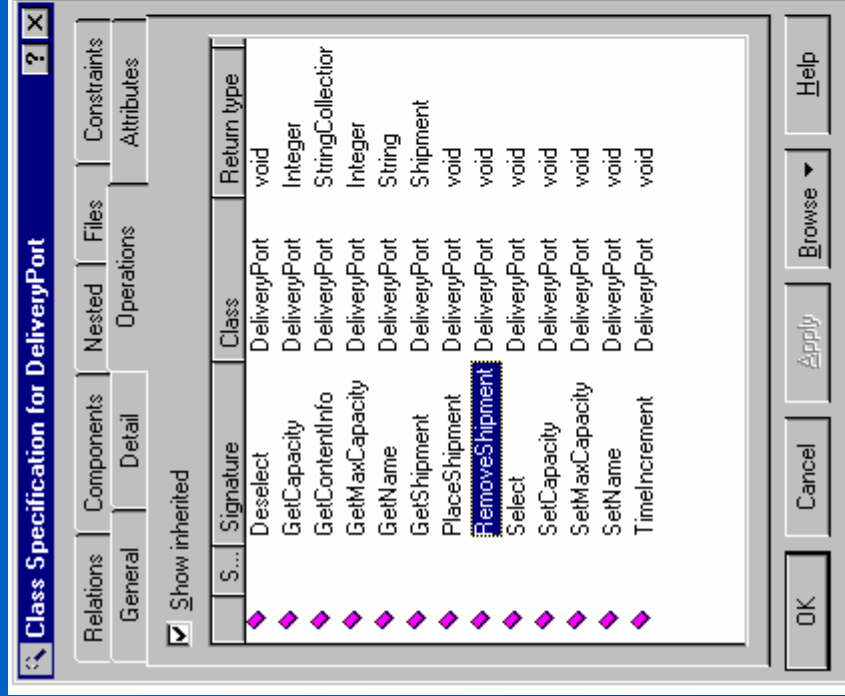 Class Specification for DeliveryPort
Relations Components Nested Files Constraints
General Detail Operations Attributes
Show inherited
S... Signature Class Return type
Deselect DeliveryPort void
GetCapacity DeliveryPort Integer
GetContentInfo DeliveryPort StringCollection
GetMaxCapacity DeliveryPort Integer
GetName DeliveryPort String
GetShipment DeliveryPort Shipment
PlaceShipment DeliveryPort void
RemoveShipment DeliveryPort void
Select DeliveryPort void
SetCapacity DeliveryPort void
SetMaxCapacity DeliveryPort void
SetName DeliveryPort void
TimeIncrement DeliveryPort void
OK Cancel Apply Browse Help